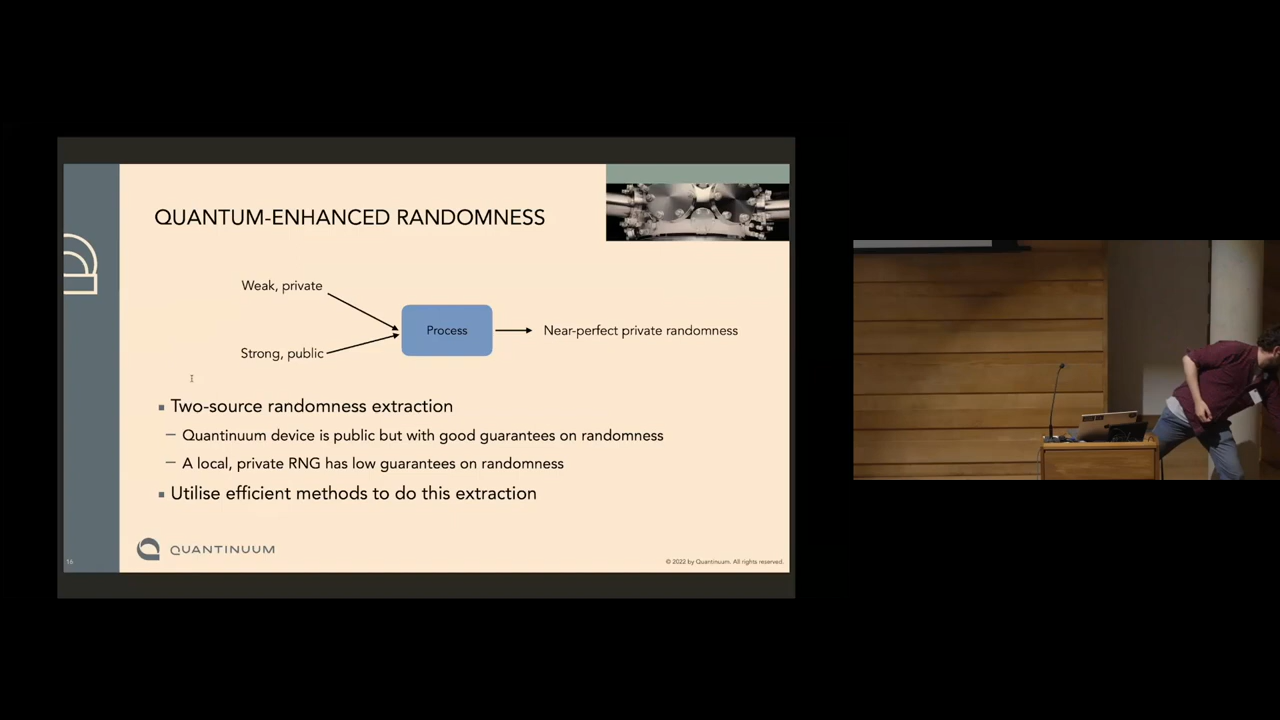 QUANTUM-ENHANCED RANDOMNESS
Weak, private
Process
Near-perfect private randomness
Strong, public
▪ Two-source randomness extraction
– Quantinuum device is public but with good guarantees on randomness
– A local, private RNG has low guarantees on randomness
▪ Utilise efficient methods to do this extraction
QUANTINUUM
16
© 2022 by Quantinuum. All rights reserved.